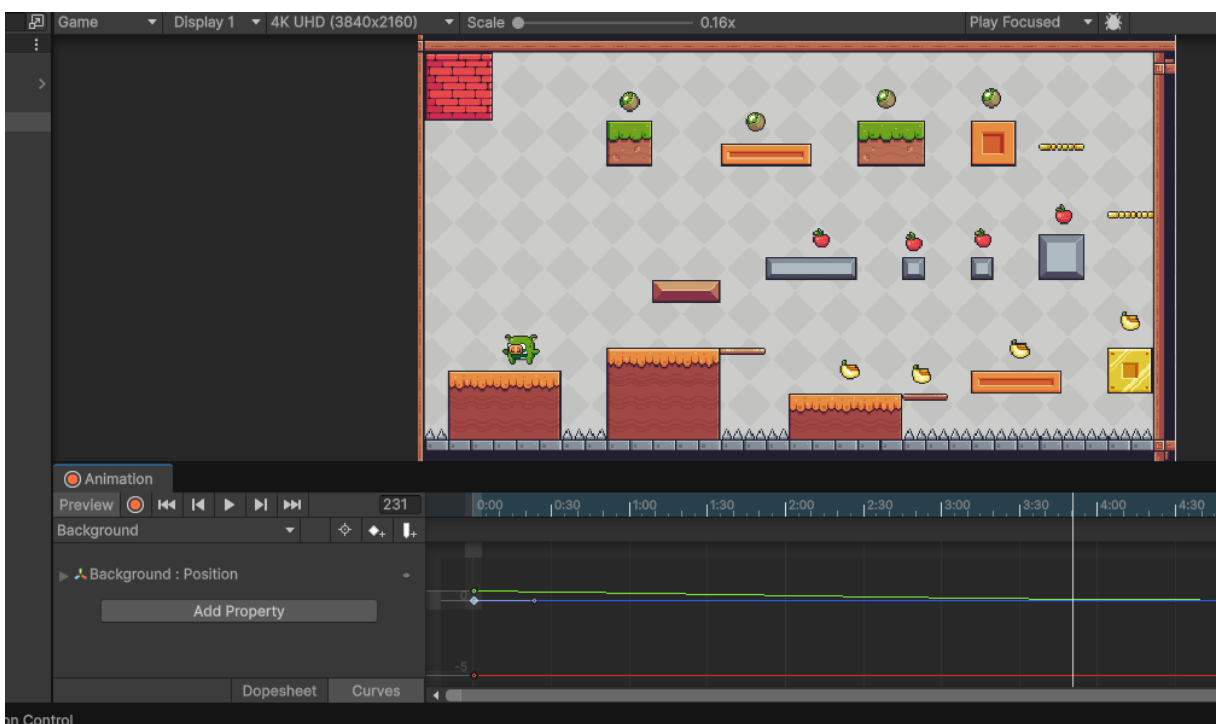 Game Display 1 4K UHD (3840x2160) Scale 0.16x Play Focused
Animation
Preview 231 0:00 0:30 1:00 1:30 2:00 2:30 3:00 3:30 4:00 4:30
Background
Background : Position
0
Add Property
-5
Dopesheet Curves
on Control